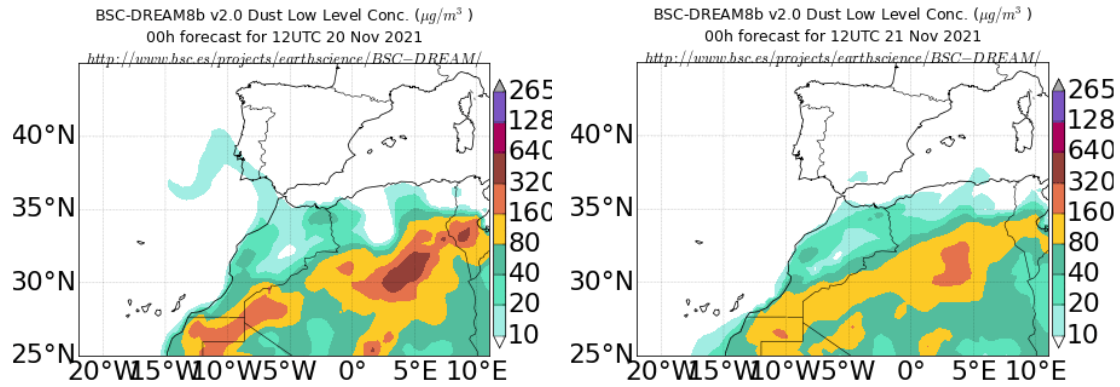 BSC-DREAM8b v2.0 Dust Low Level Conc. (μg/m³ )
00h forecast for 12UTC 20 Nov 2021
http://www.bsc.es/projects/earthscience/BSC−DREAM/
40°N
35°N
30°N
25°N
20°W
15°W
10°W
5°W
0°
5°E
10°E
265
128
640
320
160
80
40
20
10
BSC-DREAM8b v2.0 Dust Low Level Conc. (μg/m³ )
00h forecast for 12UTC 21 Nov 2021
http://www.bsc.es/projects/earthscience/BSC−DREAM/
40°N
35°N
30°N
25°N
20°W
15°W
10°W
5°W
0°
5°E
10°E
265
128
640
320
160
80
40
20
10